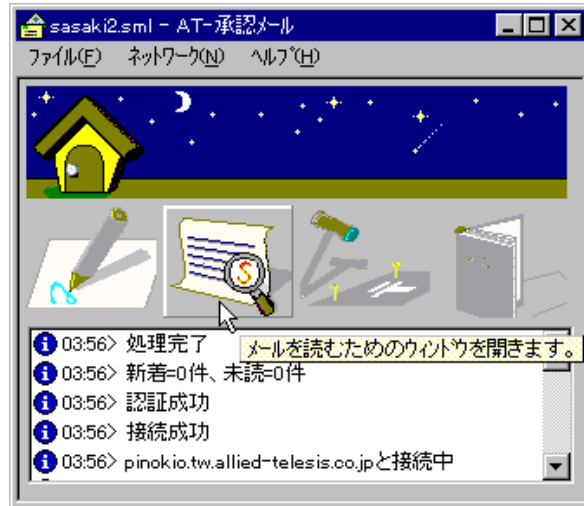 sasaki2.sml - AT-承認メール
ファイル(F) ネットワーク(N) ヘルプ(H)
S
03:56> 処理完了
メールを読むためのウィンドウを開きます。
03:56> 新着=0件、未読=0件
03:56> 認証成功
03:56> 接続成功
03:56> pinokio.tw.allied-telesis.co.jpと接続中